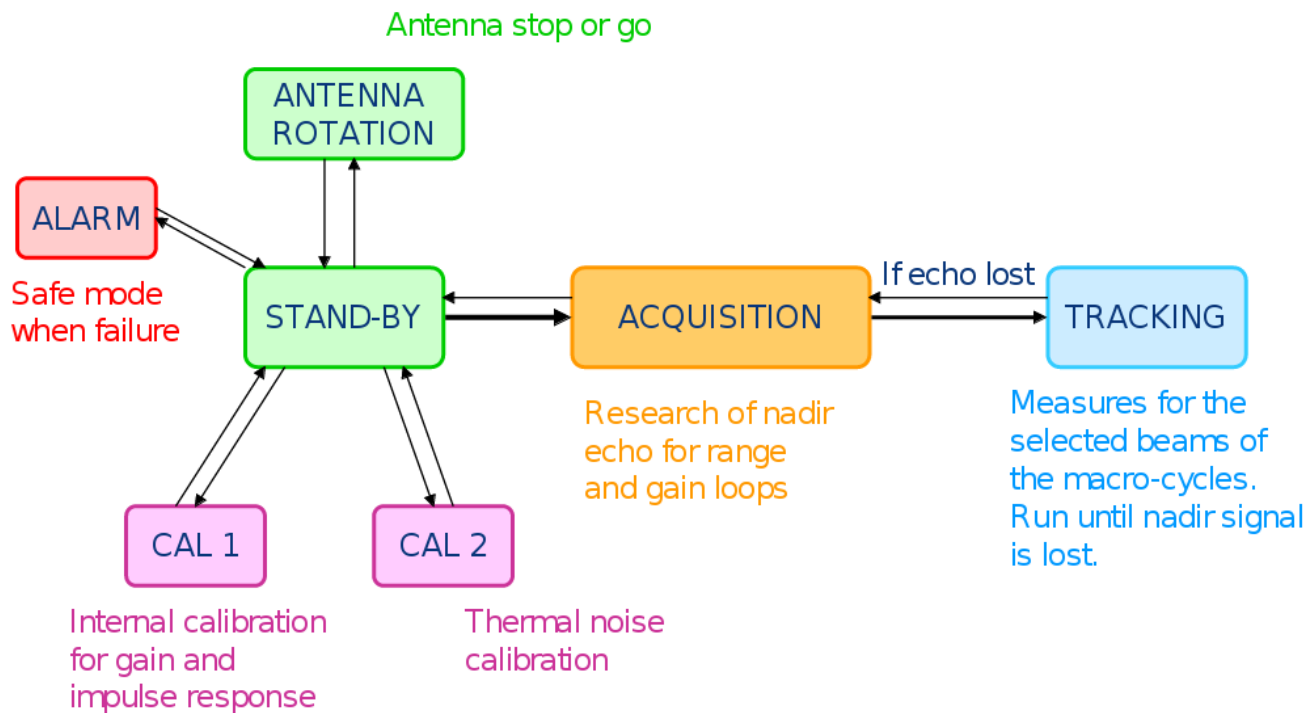 Antenna stop or go
ANTENNA
ROTATION
ALARM
Safe mode
when failure
STAND-BY
ACQUISITION
If echo lost
TRACKING
Research of nadir
echo for range
and gain loops
Measures for the
selected beams of
the macro-cycles.
Run until nadir signal
is lost.
CAL 1
CAL 2
Internal calibration
for gain and
impulse response
Thermal noise
calibration